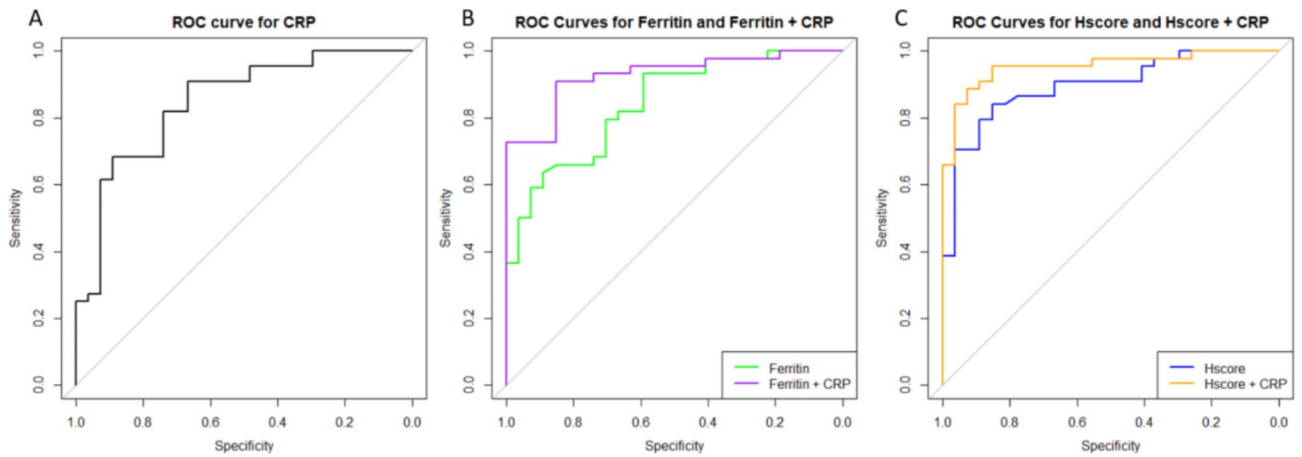 A
ROC curve for CRP
Sensitivity
0.0
0.2
0.4
0.6
0.8
1.0
1.0
0.8
0.6
0.4
0.2
0.0
Specificity
B
ROC Curves for Ferritin and Ferritin + CRP
Sensitivity
0.0
0.2
0.4
0.6
0.8
1.0
Ferritin
Ferritin + CRP
1.0
0.8
0.6
0.4
0.2
0.0
Specificity
C
ROC Curves for Hscore and Hscore + CRP
Sensitivity
0.0
0.2
0.4
0.6
0.8
1.0
Hscore
Hscore + CRP
1.0
0.8
0.6
0.4
0.2
0.0
Specificity